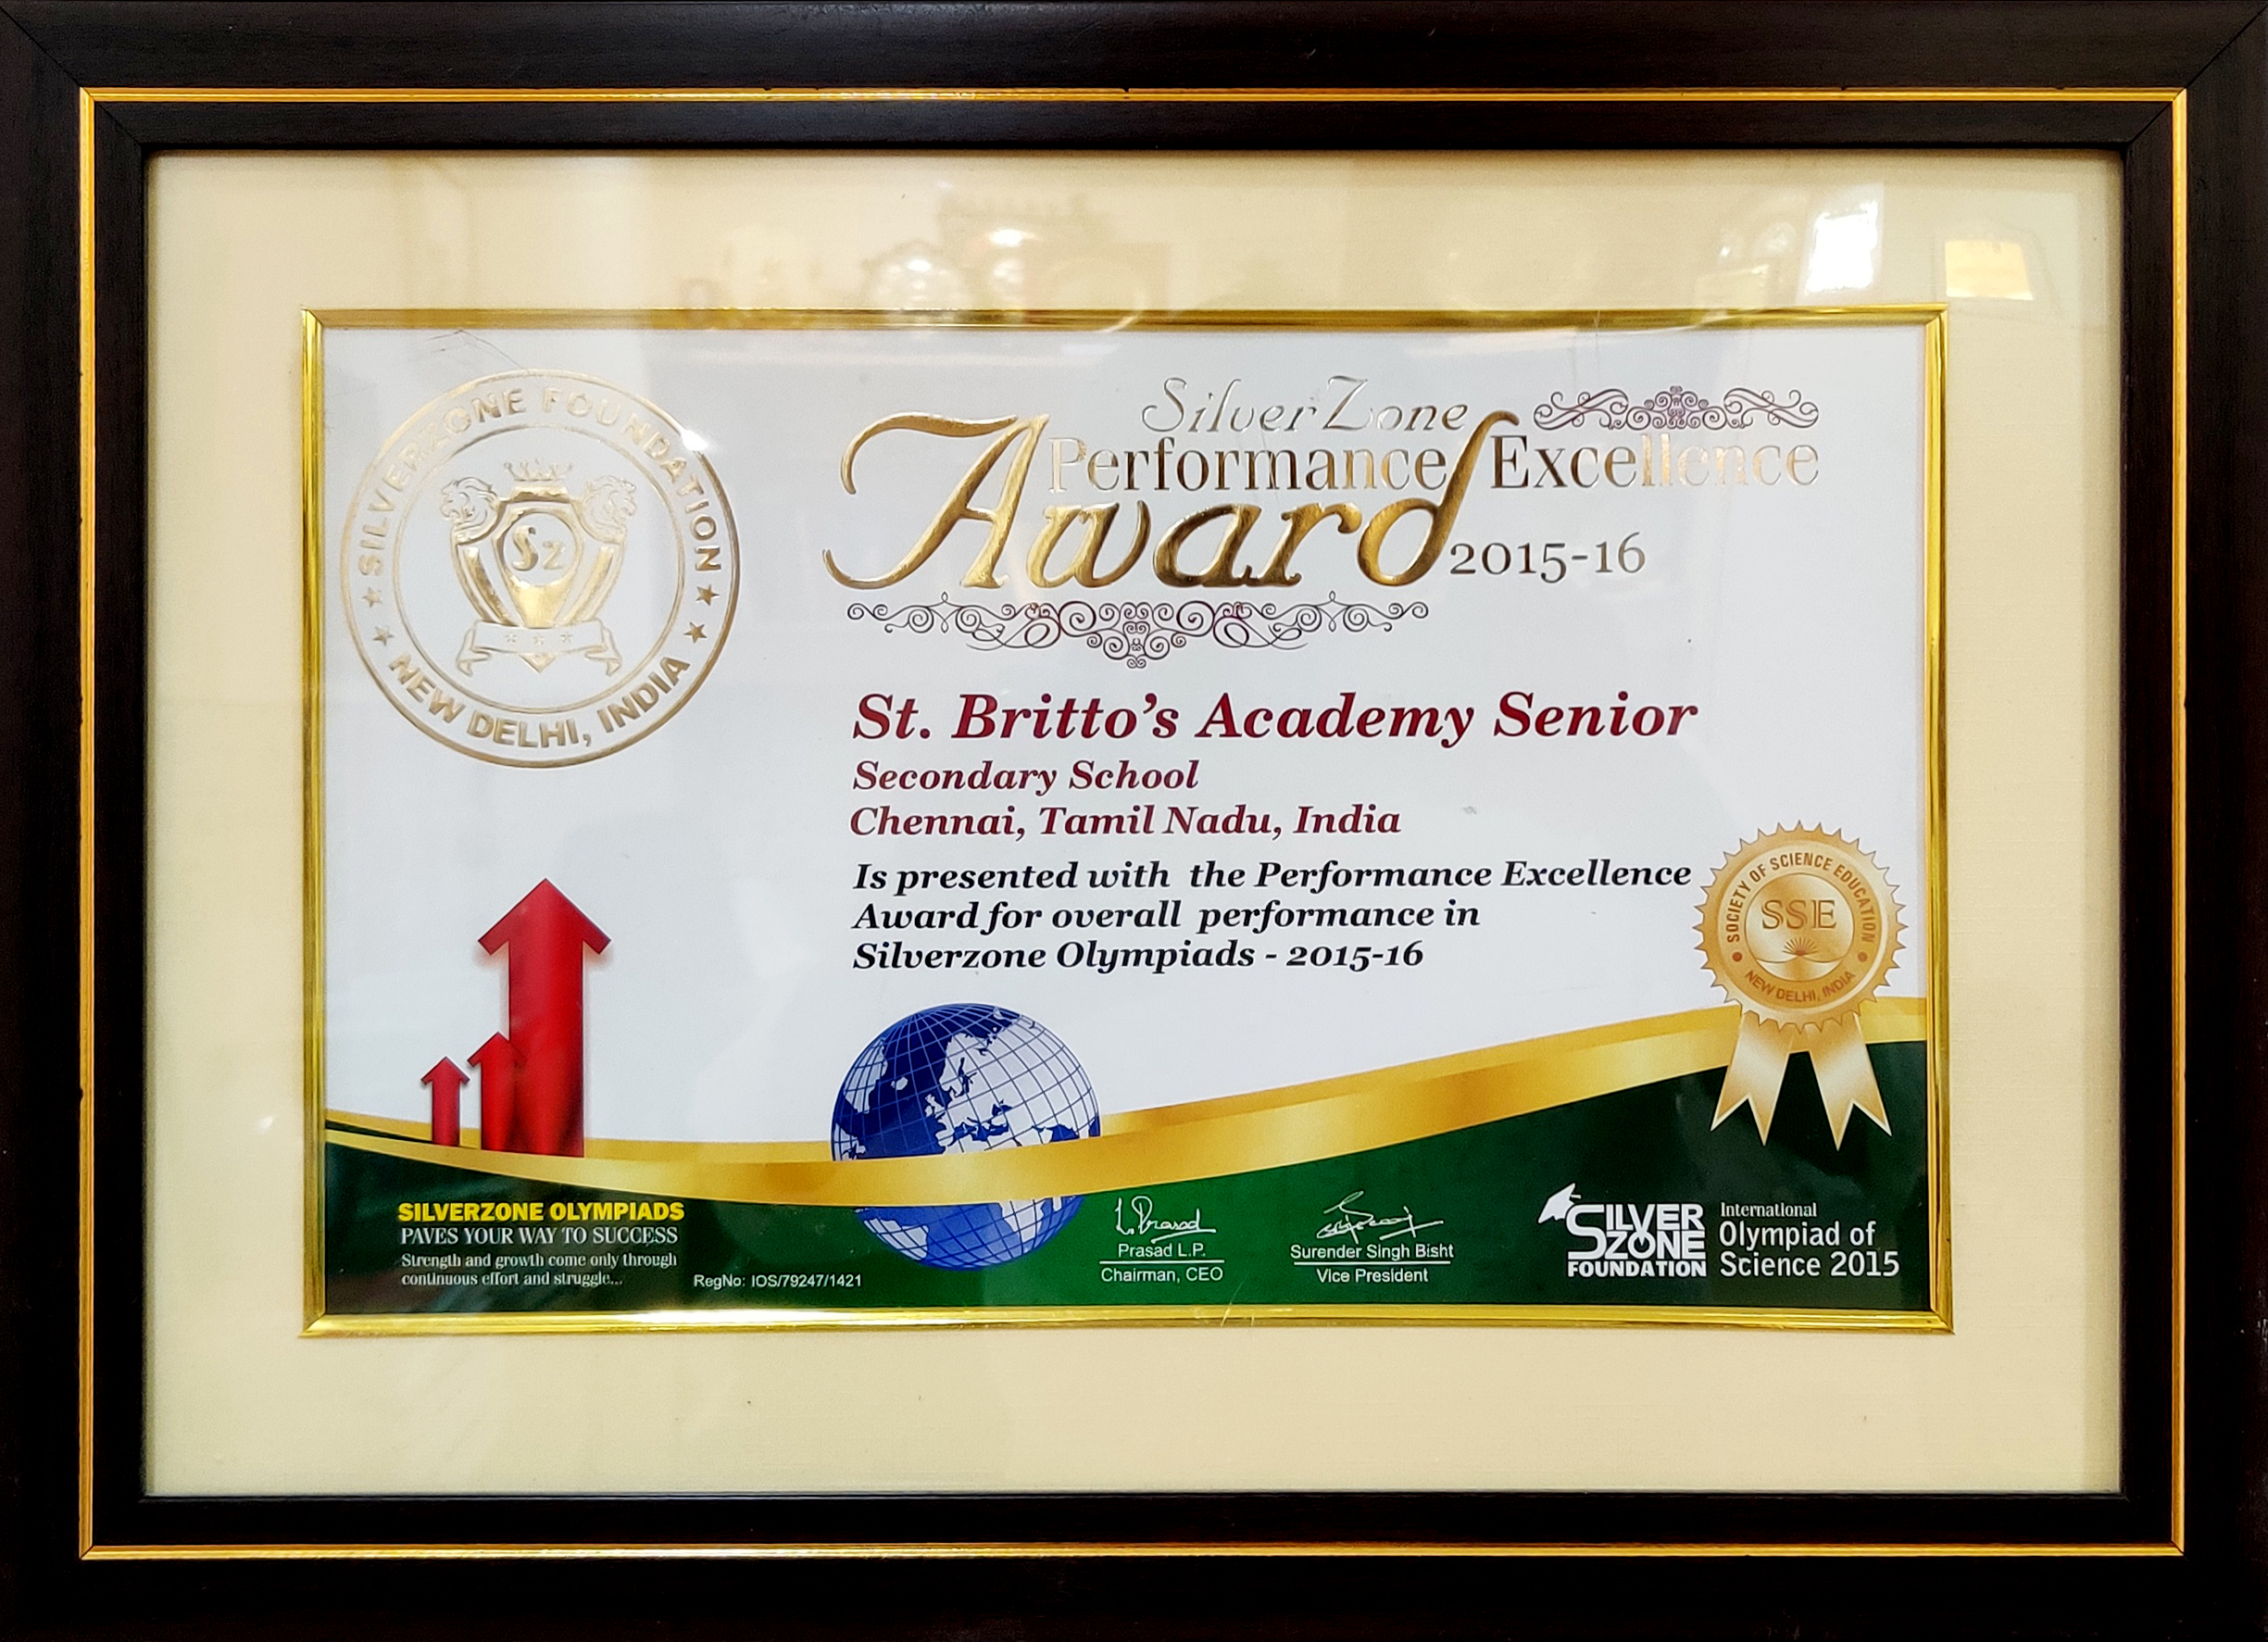 SILVERZONE FOUNDATION
Sz
NEW DELHI, INDIA
SilverZone
Performance Excellence
Award 2015-16
St. Britto's Academy Senior
Secondary School
Chennai, Tamil Nadu, India
Is presented with the Performance Excellence
Award for overall performance in
Silverzone Olympiads - 2015-16
SOCIETY OF SCIENCE EDUCATION
SSE
NEW DELHI, INDIA
SILVERZONE OLYMPIADS
PAVES YOUR WAY TO SUCCESS
Strength and growth come only through
continuous effort and struggle...
RegNo: IOS/79247/1421
L. Prasad
Prasad L.P.
Chairman, CEO
Surender Singh Bisht
Vice President
SILVER
ZONE
FOUNDATION
International
Olympiad of
Science 2015